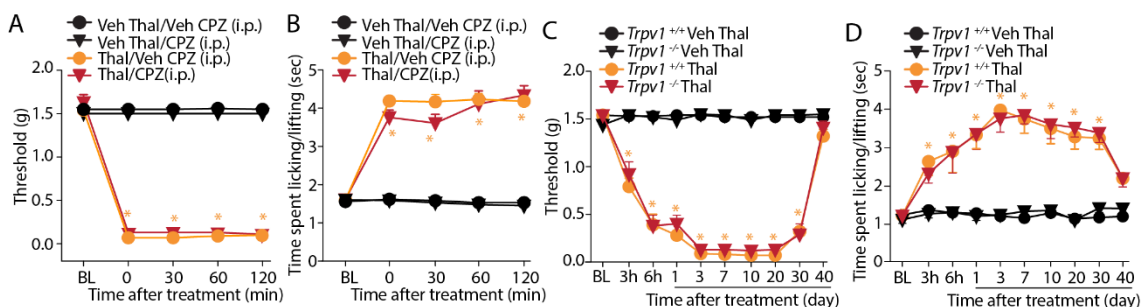 A
Veh Thal/Veh CPZ (i.p.)
Veh Thal/CPZ (i.p.)
Thal/Veh CPZ (i.p.)
Thal/CPZ(i.p.)
Threshold (g)
2.0
1.5
1.0
0.5
0.0
* * * *
BL 0 30 60 120
Time after treatment (min)
B
Veh Thal/Veh CPZ (i.p.)
Veh Thal/CPZ (i.p.)
Thal/Veh CPZ (i.p.)
Thal/CPZ(i.p.)
Time spent licking/lifting (sec)
6
4
2
0
* * * *
BL 0 30 60 120
Time after treatment (min)
C
Trpv1 +/+ Veh Thal
Trpv1 -/- Veh Thal
Trpv1 +/+ Thal
Trpv1 -/- Thal
Threshold (g)
2.0
1.5
1.0
0.5
0.0
* * * * * * * *
BL 3h 6h 1 3 7 10 20 30 40
Time after treatment (day)
D
Trpv1 +/+ Veh Thal
Trpv1 -/- Veh Thal
Trpv1 +/+ Thal
Trpv1 -/- Thal
Time spent licking/lifting (sec)
5
4
3
2
1
0
* * * * * * * *
BL 3h 6h 1 3 7 10 20 30 40
Time after treatment (day)